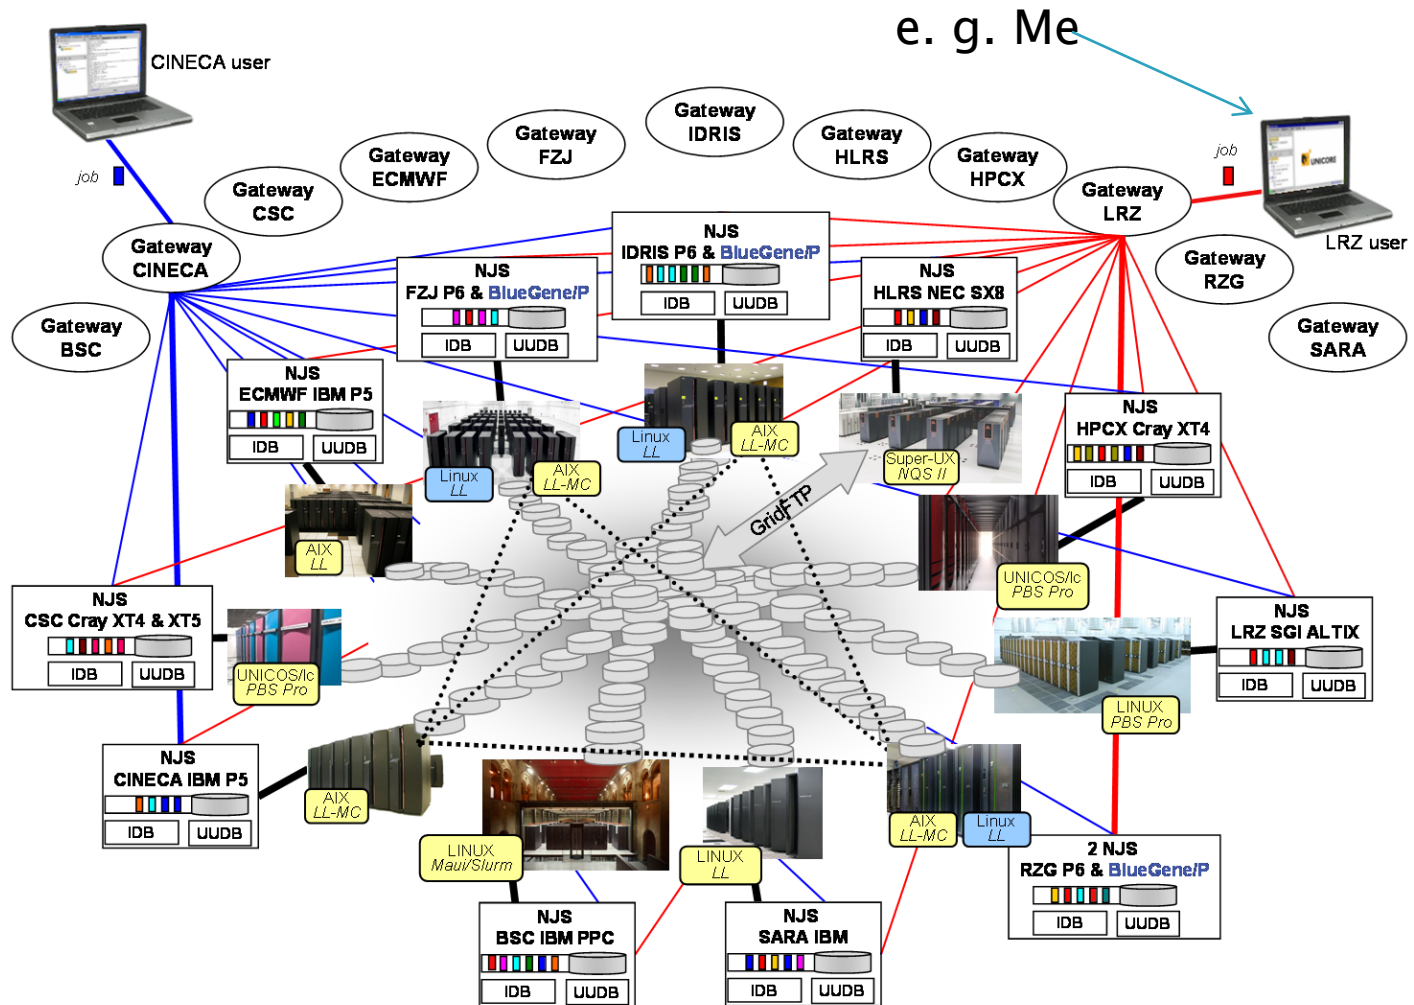 e. g. Me
CINECA user
job
Gateway
CINECA
Gateway
BSC
Gateway
CSC
Gateway
ECMWF
Gateway
FZJ
Gateway
IDRIS
Gateway
HLRS
Gateway
HPCX
Gateway
LRZ
job
UNICORE
LRZ user
Gateway
RZG
Gateway
SARA
NJS
IDRIS P6 & BlueGene/P
IDB
UUDB
NJS
FZJ P6 & BlueGene/P
IDB
UUDB
NJS
HLRS NEC SX8
IDB
UUDB
NJS
ECMWF IBM P5
IDB
UUDB
NJS
HPCX Cray XT4
IDB
UUDB
Linux
LL
AIX
LL-MC
Linux
LL
AIX
LL-MC
Super-UX
NQS II
GridFTP
AIX
LL
UNICOS/lc
PBS Pro
NJS
CSC Cray XT4 & XT5
IDB
UUDB
UNICOS/lc
PBS Pro
NJS
LRZ SGI ALTIX
IDB
UUDB
LINUX
PBS Pro
NJS
CINECA IBM P5
IDB
UUDB
AIX
LL-MC
LINUX
Maui/Slurm
LINUX
LL
AIX
LL-MC
Linux
LL
2 NJS
RZG P6 & BlueGene/P
IDB
UUDB
NJS
BSC IBM PPC
IDB
UUDB
NJS
SARA IBM
IDB
UUDB